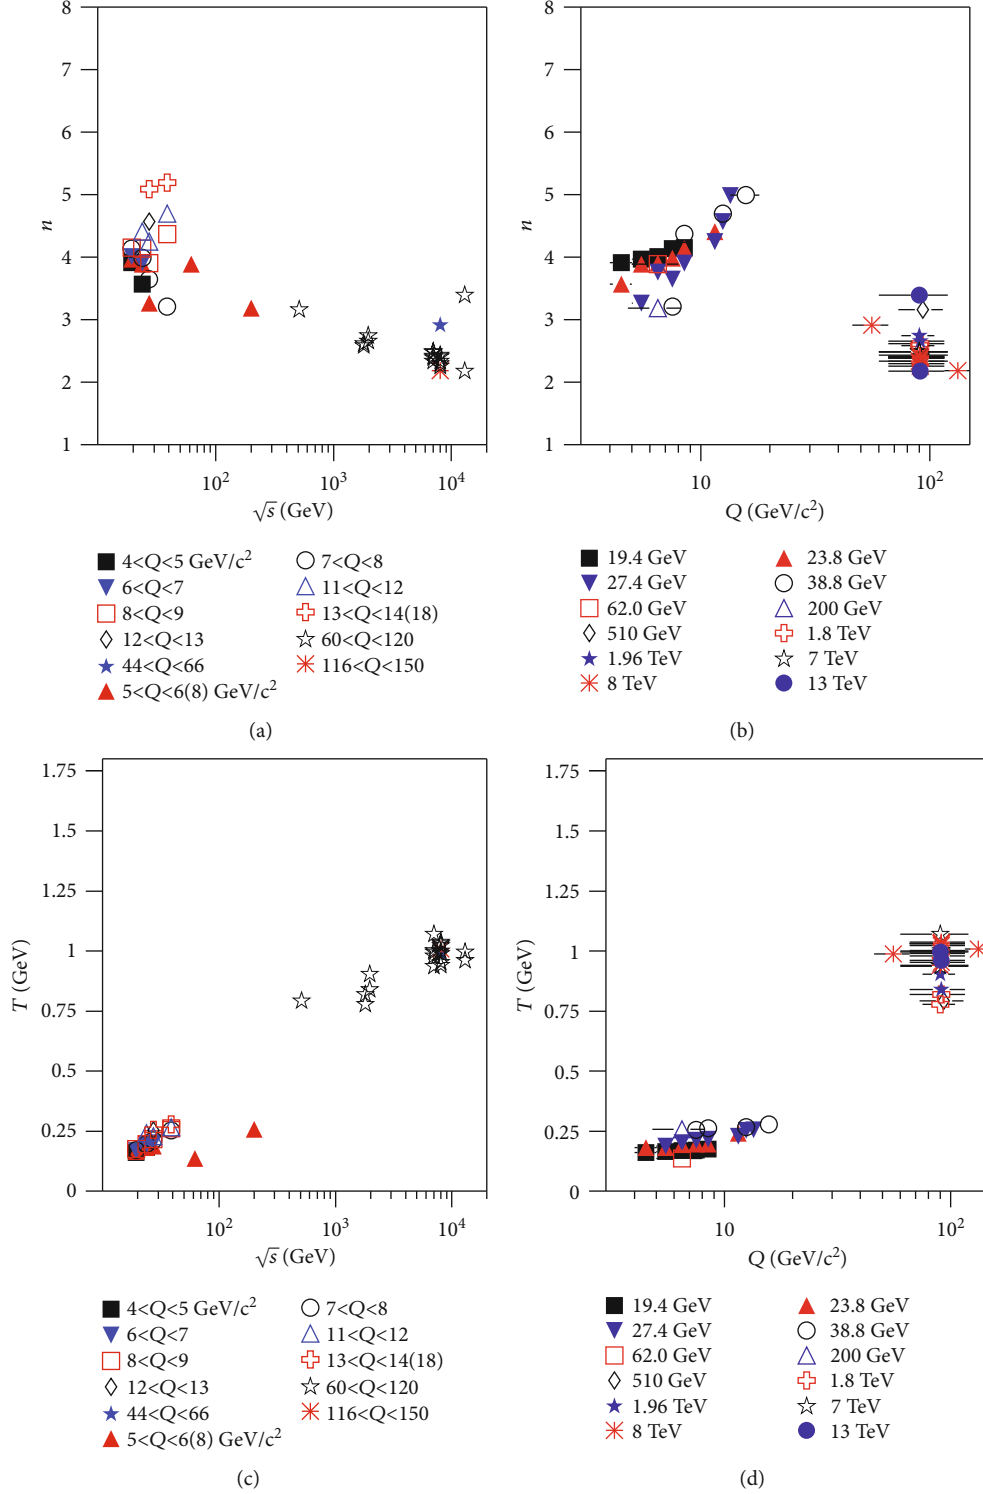 8
7
6
5
4
3
2
1
n
10²
10³
10⁴
√s (GeV)
4<Q<5 GeV/c²
6<Q<7
8<Q<9
12<Q<13
44<Q<66
5<Q<6(8) GeV/c²
7<Q<8
11<Q<12
13<Q<14(18)
60<Q<120
116<Q<150
(a)
8
7
6
5
4
3
2
1
n
10
10²
Q (GeV/c²)
19.4 GeV
27.4 GeV
62.0 GeV
510 GeV
1.96 TeV
8 TeV
23.8 GeV
38.8 GeV
200 GeV
1.8 TeV
7 TeV
13 TeV
(b)
1.75
1.5
1.25
1
0.75
0.5
0.25
0
T (GeV)
10²
10³
10⁴
√s (GeV)
4<Q<5 GeV/c²
6<Q<7
8<Q<9
12<Q<13
44<Q<66
5<Q<6(8) GeV/c²
7<Q<8
11<Q<12
13<Q<14(18)
60<Q<120
116<Q<150
(c)
1.75
1.5
1.25
1
0.75
0.5
0.25
0
T (GeV)
10
10²
Q (GeV/c²)
19.4 GeV
27.4 GeV
62.0 GeV
510 GeV
1.96 TeV
8 TeV
23.8 GeV
38.8 GeV
200 GeV
1.8 TeV
7 TeV
13 TeV
(d)